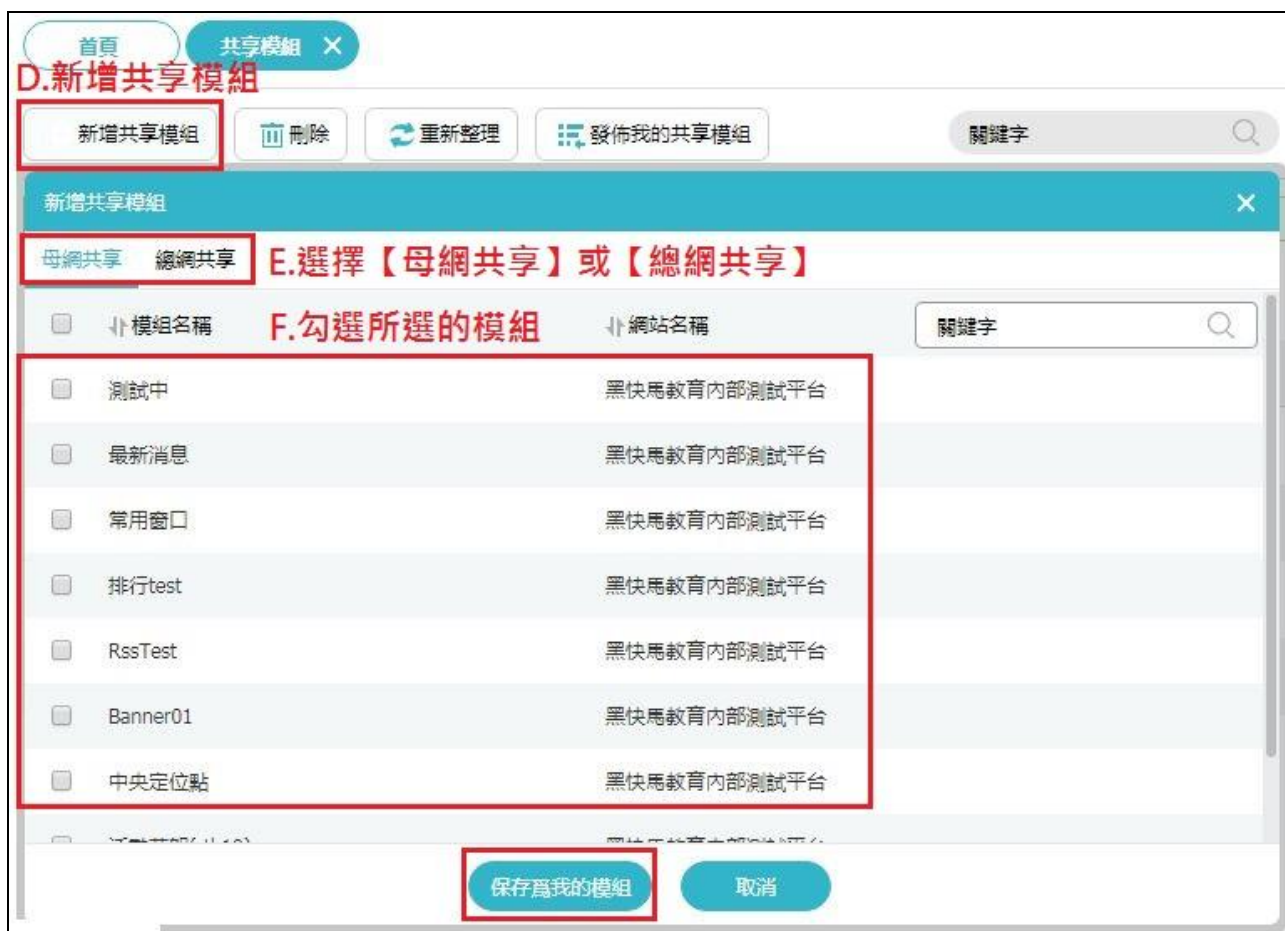 首頁 共享模組
D.新增共享模組
新增共享模組 刪除 重新整理 發佈我的共享模組 關鍵字
新增共享模組
母網共享 總網共享 E.選擇【母網共享】或【總網共享】
模組名稱 F.勾選所選的模組 網站名稱 關鍵字
測試中 黑快馬教育內部測試平台
最新消息 黑快馬教育內部測試平台
常用窗口 黑快馬教育內部測試平台
排行test 黑快馬教育內部測試平台
RssTest 黑快馬教育內部測試平台
Banner01 黑快馬教育內部測試平台
中央定位點 黑快馬教育內部測試平台
保存爲我的模組 取消